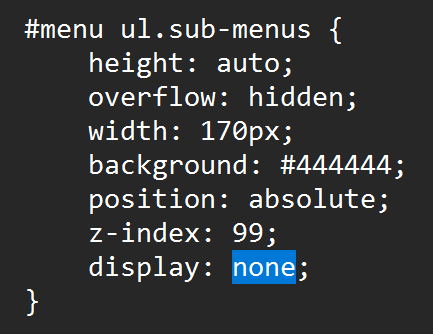 #menu ul.sub-menus {
    height: auto;
    overflow: hidden;
    width: 170px;
    background: #444444;
    position: absolute;
    z-index: 99;
    display: none;
}